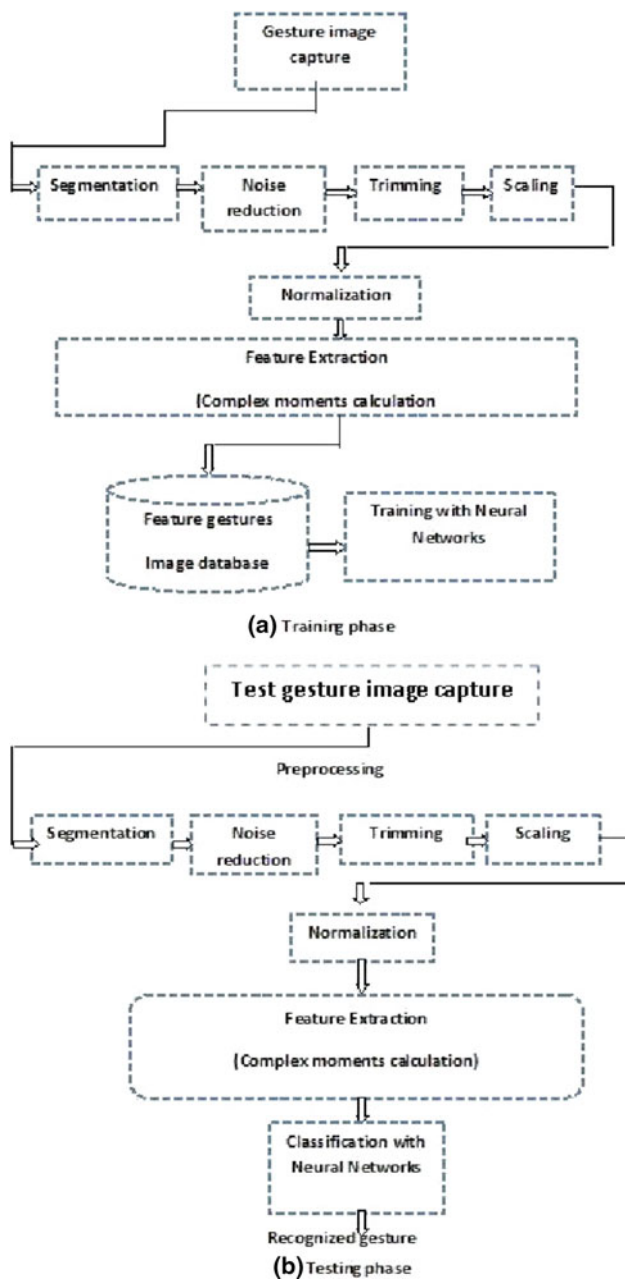 Gesture image
capture
Segmentation
Noise
reduction
Trimming
Scaling
Normalization
Feature Extraction
(Complex moments calculation
Feature gestures
Image database
Training with Neural
Networks
(a) Training phase
Test gesture image capture
Preprocessing
Segmentation
Noise
reduction
Trimming
Scaling
Normalization
Feature Extraction
(Complex moments calculation)
Classification with
Neural Networks
Recognized gesture
(b) Testing phase